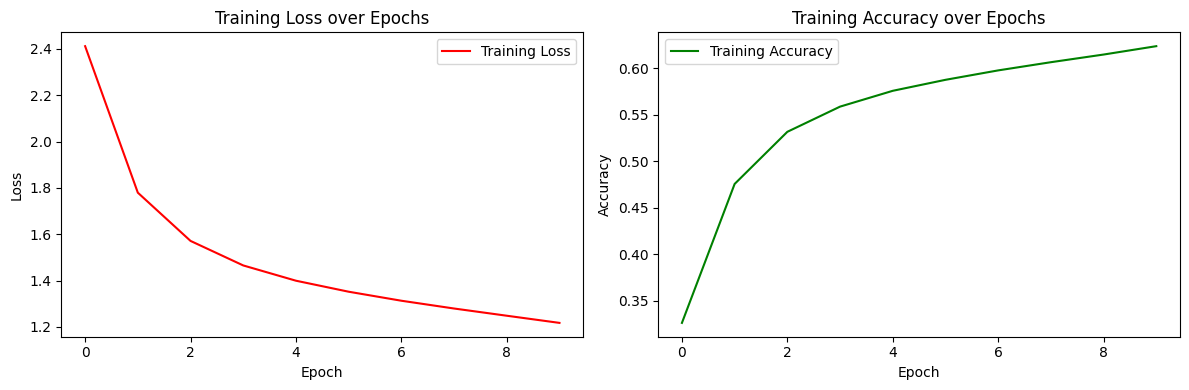 Training Loss over Epochs
2.4
2.2
2.0
1.8
1.6
1.4
1.2
Loss
Training Loss
0 2 4 6 8
Epoch
Training Accuracy over Epochs
0.60
0.55
0.50
0.45
0.40
0.35
Accuracy
Training Accuracy
0 2 4 6 8
Epoch